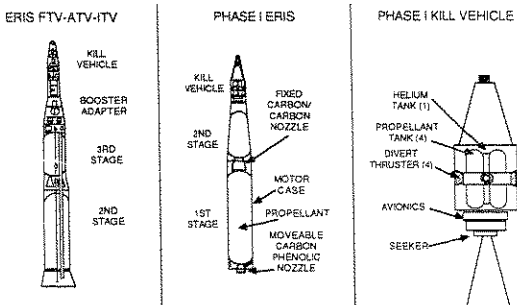 ERIS FTV-ATV-ITV
KILL
VEHICLE
BOOSTER
ADAPTER
3RD
STAGE
2ND
STAGE
PHASE I ERIS
KILL
VEHICLE
2ND
STAGE
1ST
STAGE
FIXED
CARBON/
CARBON
NOZZLE
MOTOR
CASE
PROPELLANT
MOVEABLE
CARBON
PHENOLIC
NOZZLE
PHASE I KILL VEHICLE
HELIUM
TANK (1)
PROPELLANT
TANK (4)
DIVERT
THRUSTER (4)
AVIONICS
SEEKER